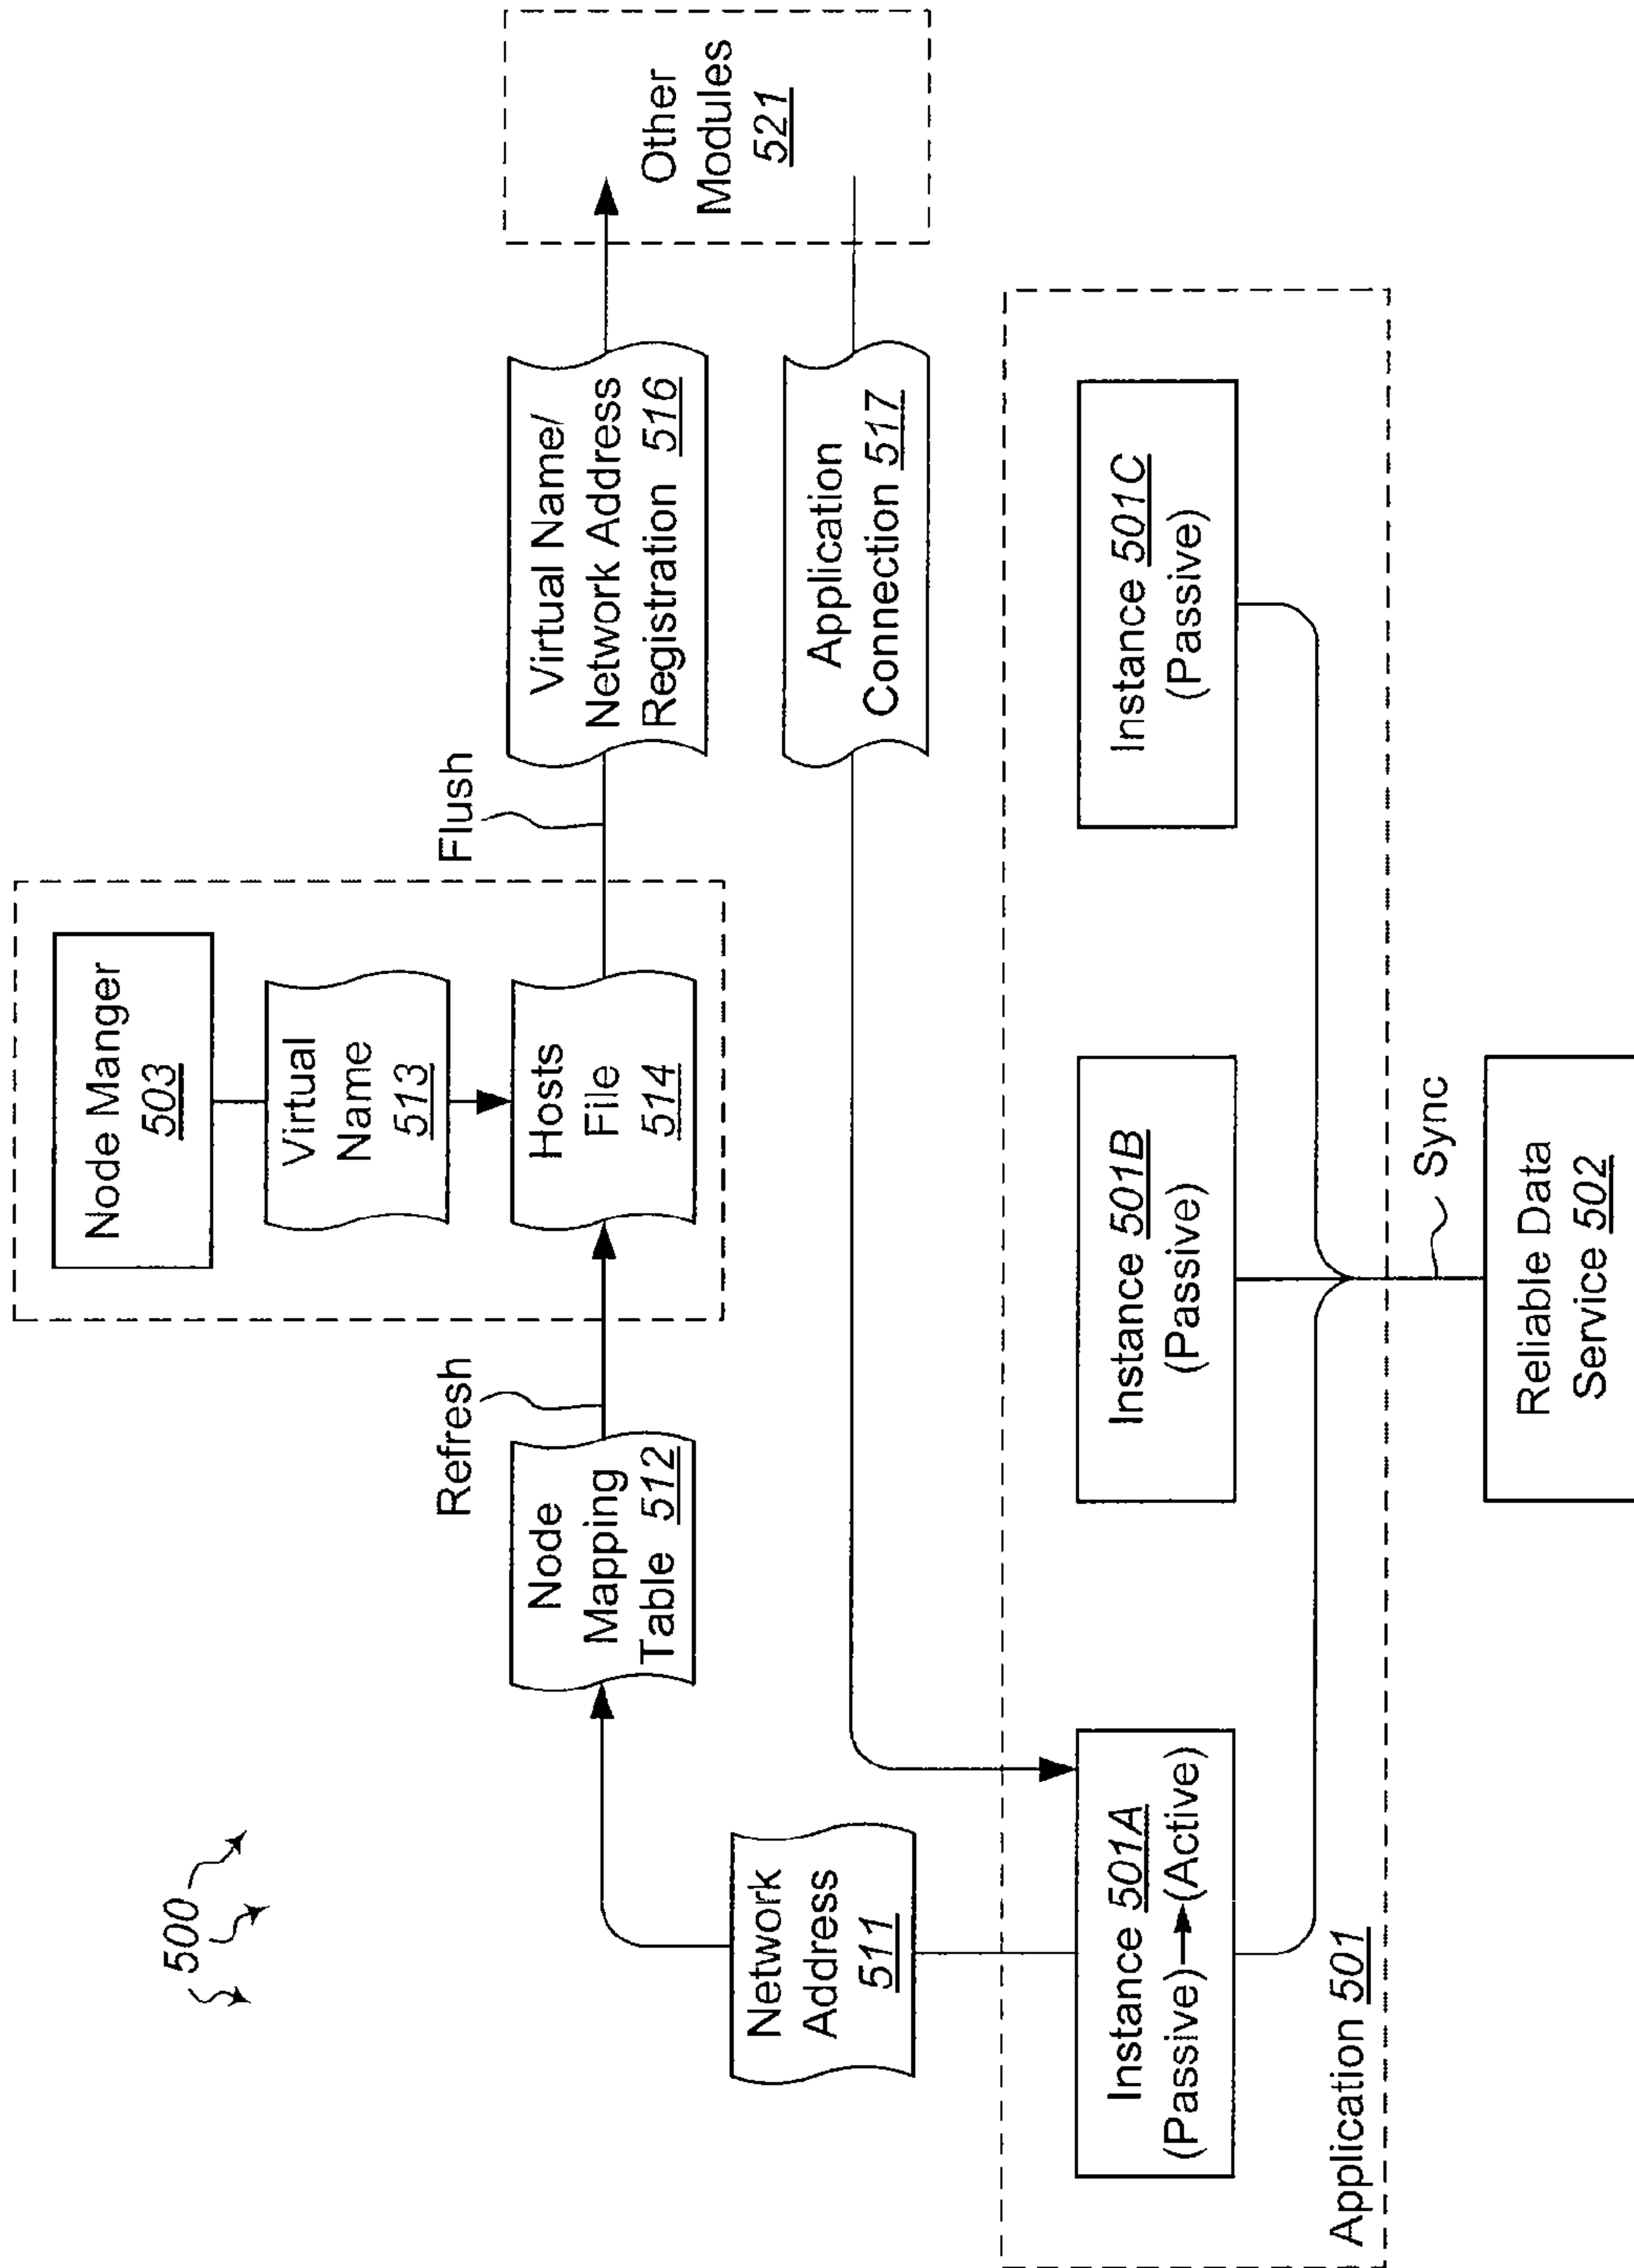 500
Node Manger
503
Virtual
Name
513
Hosts
File
514
Refresh
Flush
Node
Mapping
Table 512
Virtual Name/
Network Address
Registration 516
Other
Modules
521
Network
Address
511
Application
Connection 517
Instance 501A
(Passive) (Active)
Instance 501B
(Passive)
Instance 501C
(Passive)
Application 501
Sync
Reliable Data
Service 502